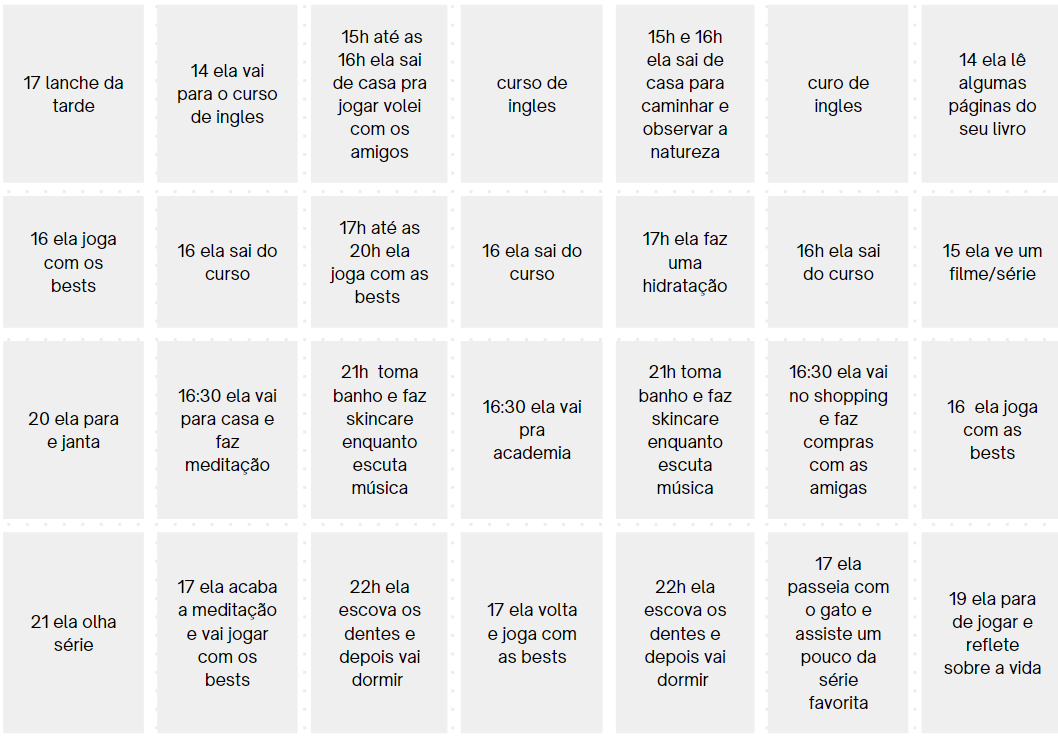 17 lanche da
tarde
14 ela vai
para o curso
de ingles
15h até as
16h ela sai
de casa pra
jogar volei
com os
amigos
curso de
ingles
15h e 16h
ela sai de
casa para
caminhar e
observar a
natureza
curo de
ingles
14 ela lê
algumas
páginas do
seu livro
16 ela joga
com os
bests
16 ela sai do
curso
17h até as
20h ela
joga com as
bests
16 ela sai do
curso
17h ela faz
uma
hidratação
16h ela sai
do curso
15 ela ve um
filme/série
20 ela para
e janta
16:30 ela vai
para casa e
faz
meditação
21h toma
banho e faz
skincare
enquanto
escuta
música
16:30 ela vai
pra
academia
21h toma
banho e faz
skincare
enquanto
escuta
música
16:30 ela vai
no shopping
e faz
compras
com as
amigas
16 ela joga
com as
bests
21 ela olha
série
17 ela acaba
a meditação
e vai jogar
com os
bests
22h ela
escova os
dentes e
depois vai
dormir
17 ela volta
e joga com
as bests
22h ela
escova os
dentes e
depois vai
dormir
17 ela
passeia com
o gato e
assiste um
pouco da
série
favorita
19 ela para
de jogar e
reflete
sobre a vida